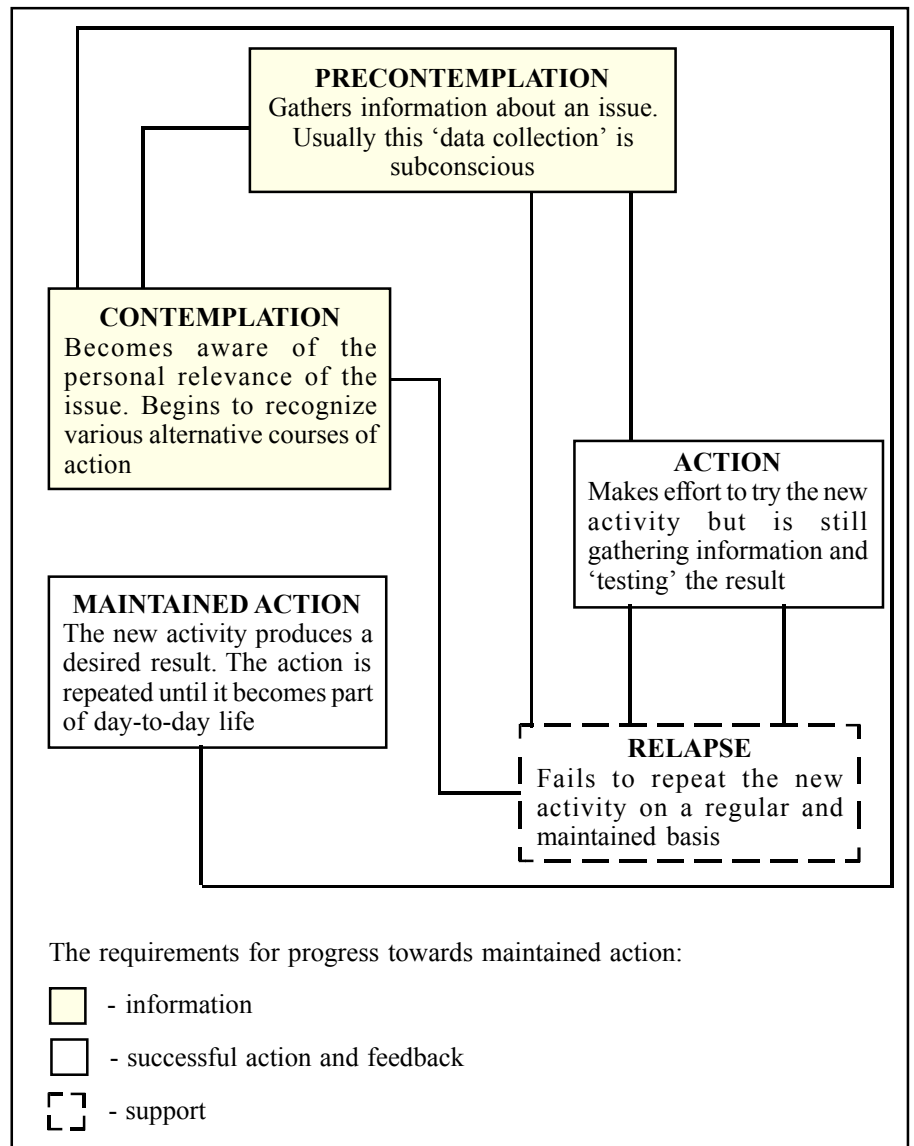 PRECONTEMPLATION
Gathers information about an issue.
Usually this ‘data collection’ is
subconscious
CONTEMPLATION
Becomes aware of the
personal relevance of the
issue. Begins to recognize
various alternative courses of
action
ACTION
Makes effort to try the new
activity but is still
gathering information and
‘testing’ the result
MAINTAINED ACTION
The new activity produces a
desired result. The action is
repeated until it becomes part
of day-to-day life
RELAPSE
Fails to repeat the new
activity on a regular and
maintained basis
The requirements for progress towards maintained action:
- information
- successful action and feedback
- support